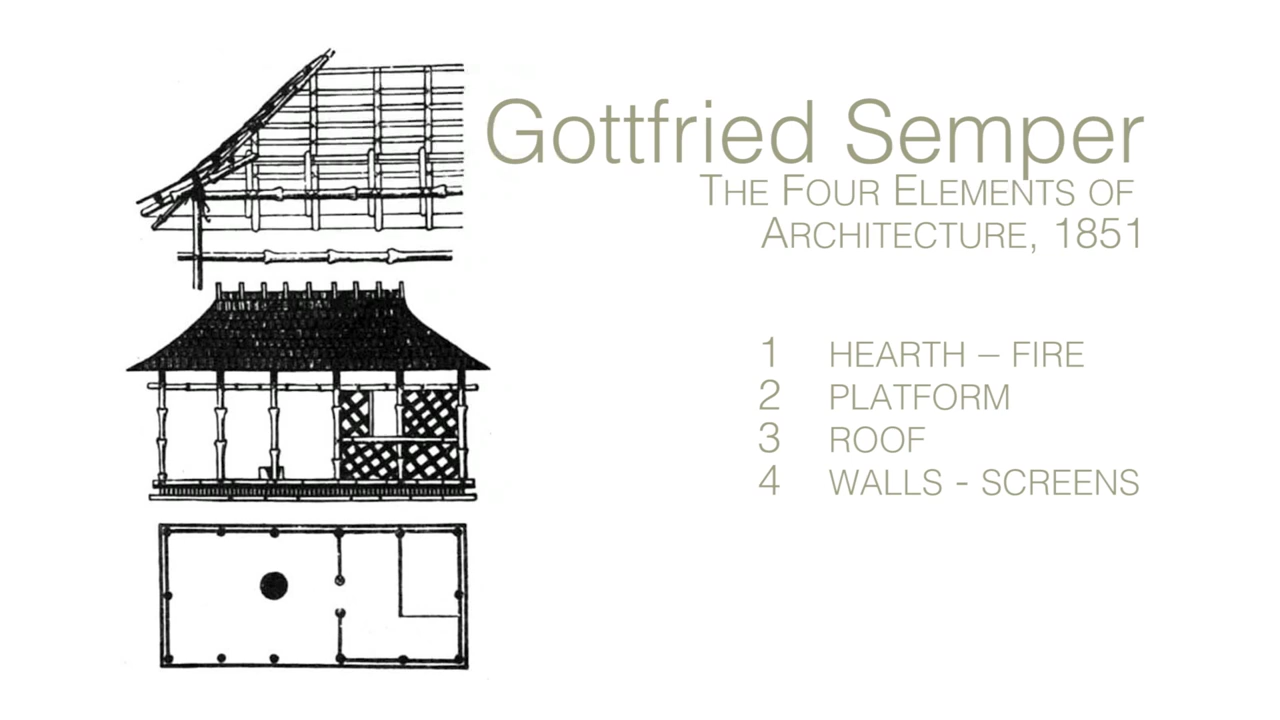 Gottfried Semper
THE FOUR ELEMENTS OF
ARCHITECTURE, 1851
1 HEARTH – FIRE
2 PLATFORM
3 ROOF
4 WALLS - SCREENS